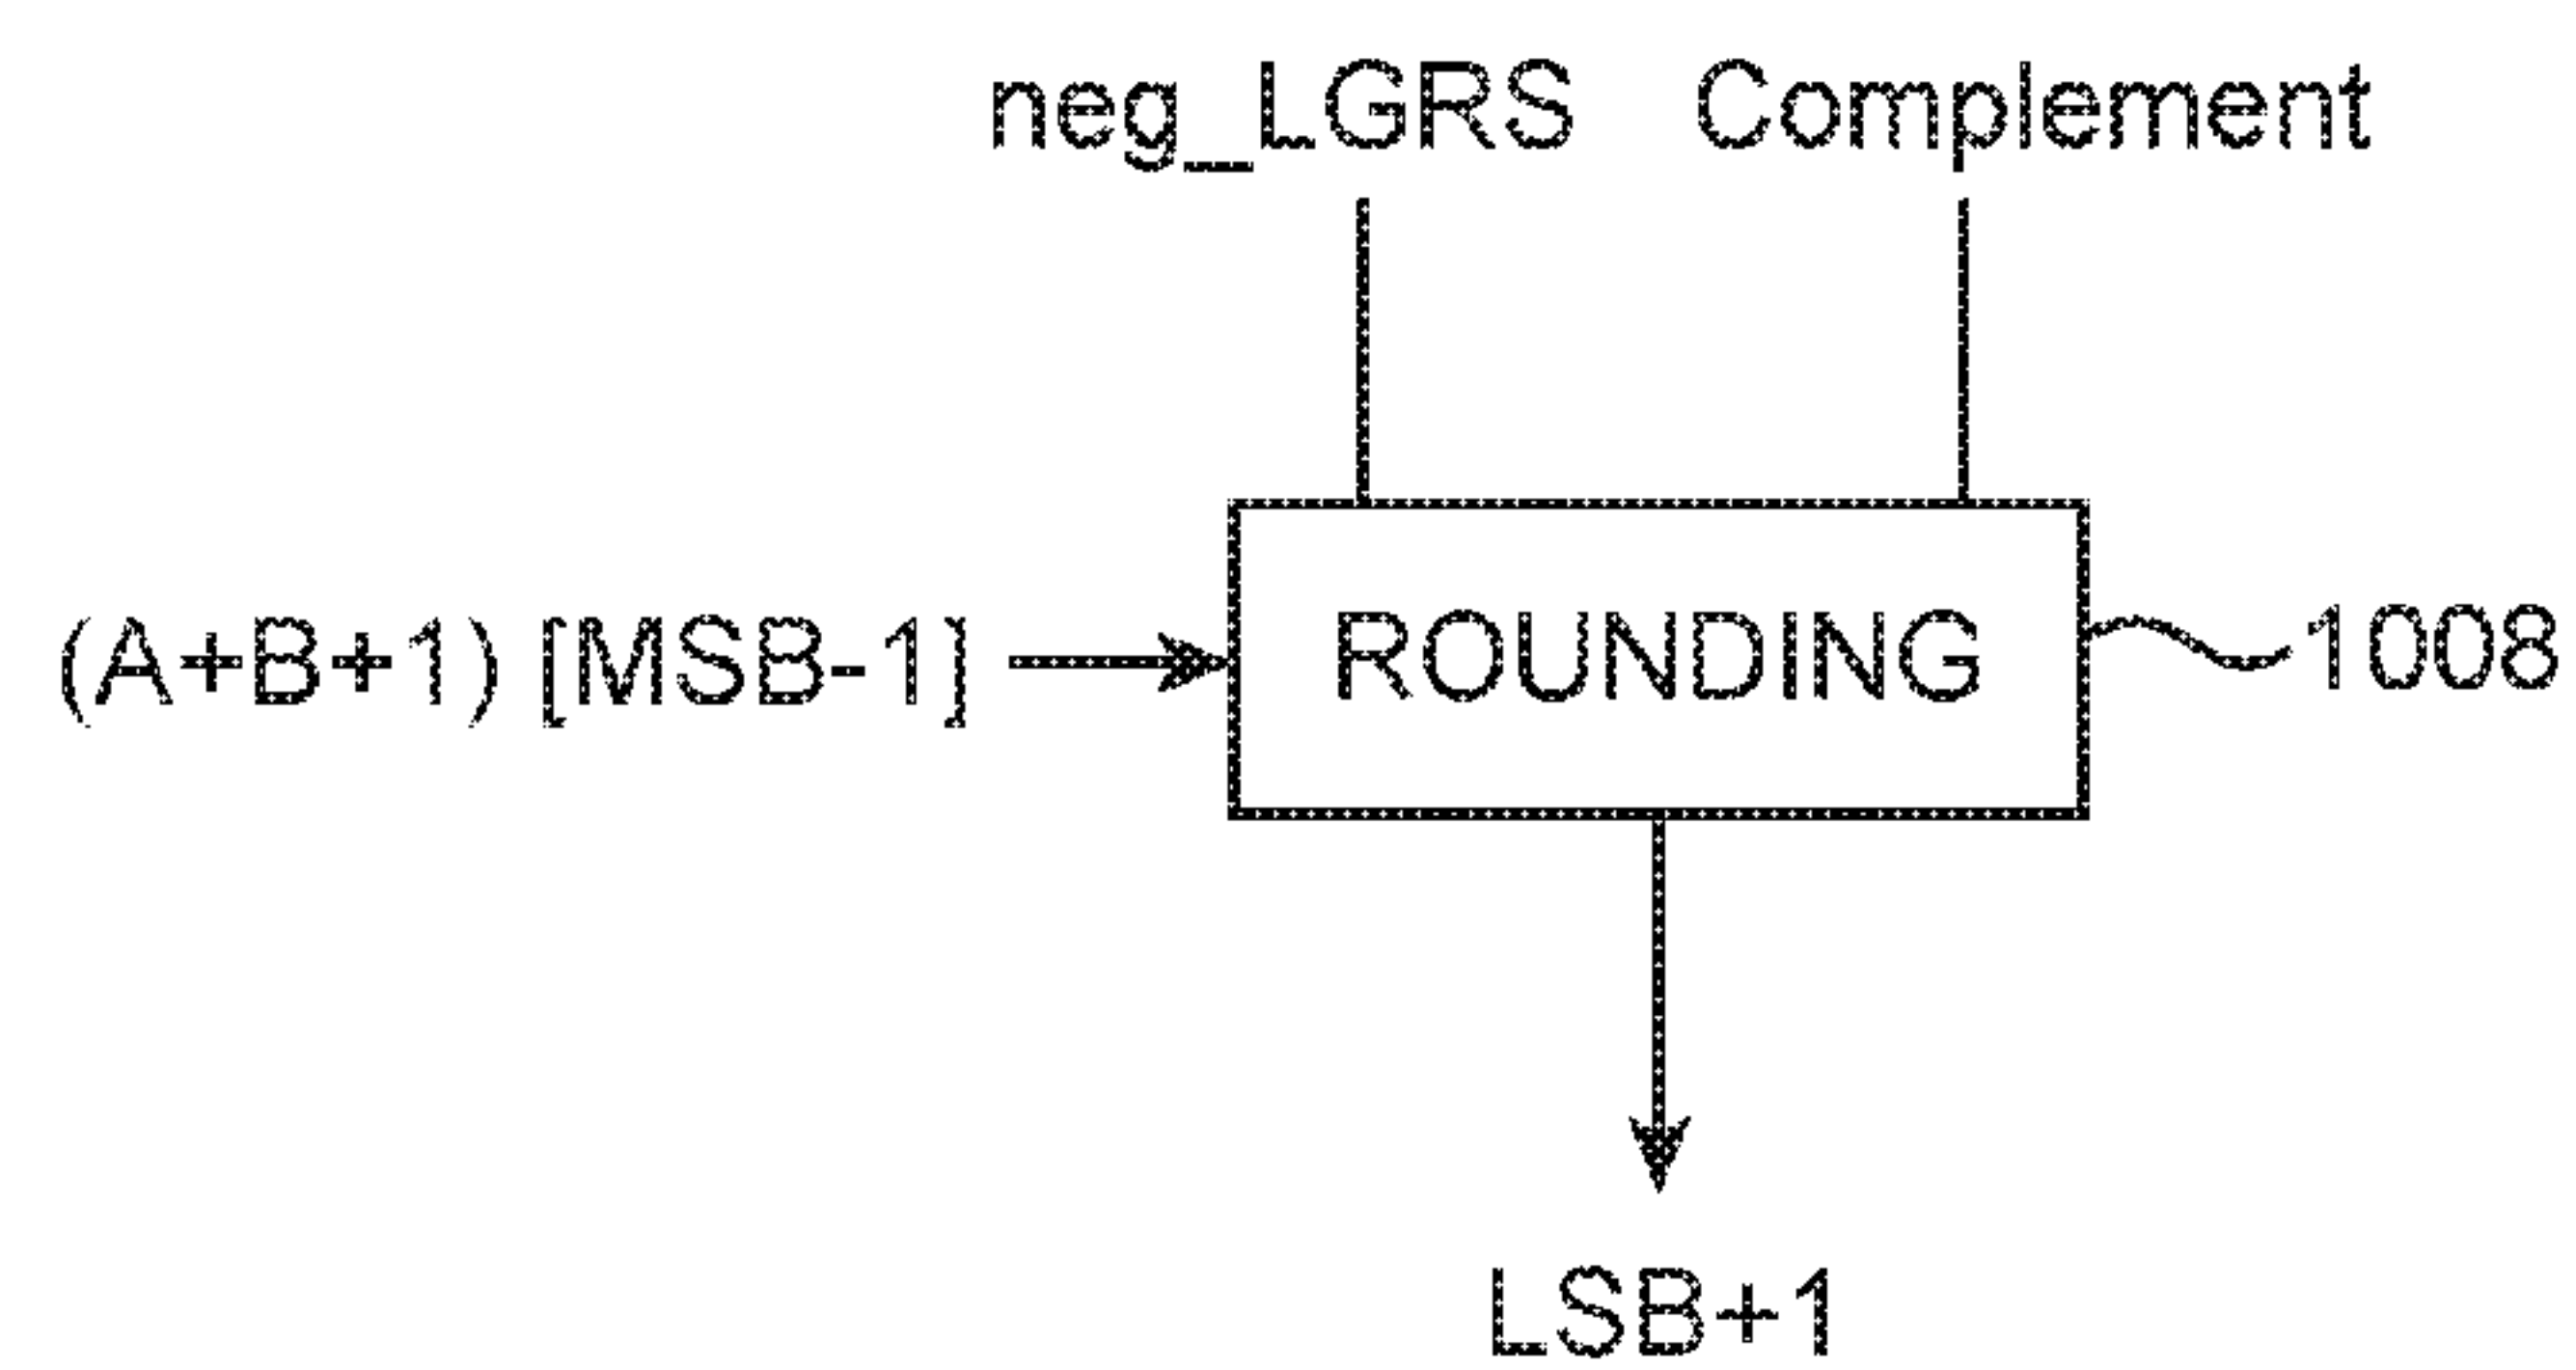 neg_LGRS Complement
(A+B+1) [MSB-1]
ROUNDING
1008
LSB+1